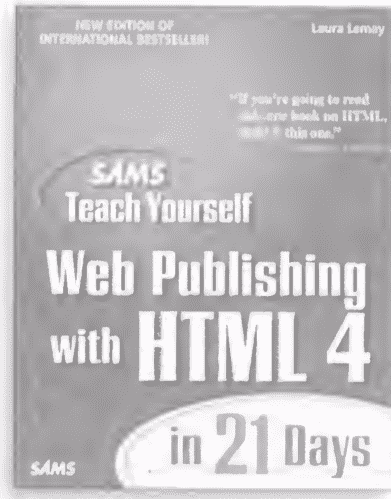 NEW EDITION OF
INTERNATIONAL BESTSELLER!
Laura Lemay
"If you're going to read
book on HTML,
this one."
SAMS
Teach Yourself
Web Publishing
with HTML 4
in 21 Days
SAMS